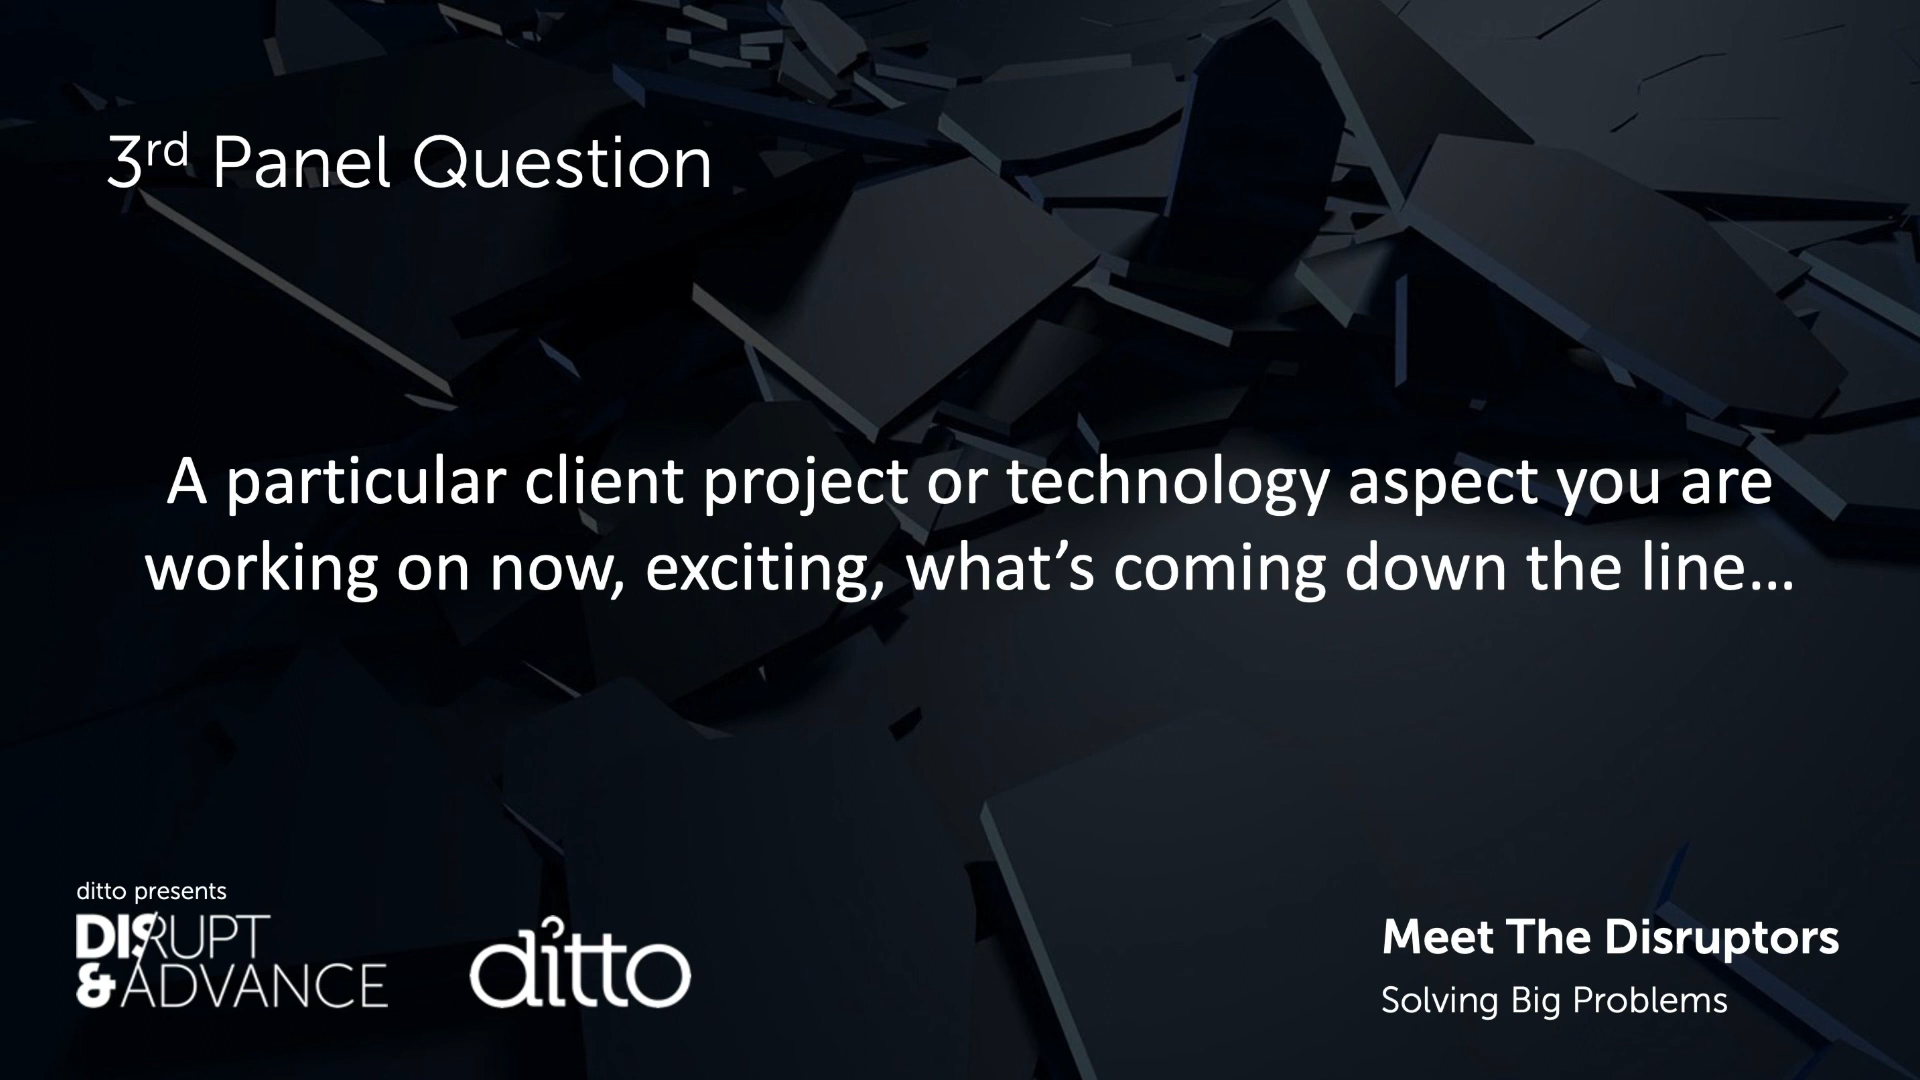 3rd Panel Question
A particular client project or technology aspect you are
working on now, exciting, what’s coming down the line…
ditto presents
DISRUPT
&ADVANCE
ditto
Meet The Disruptors
Solving Big Problems